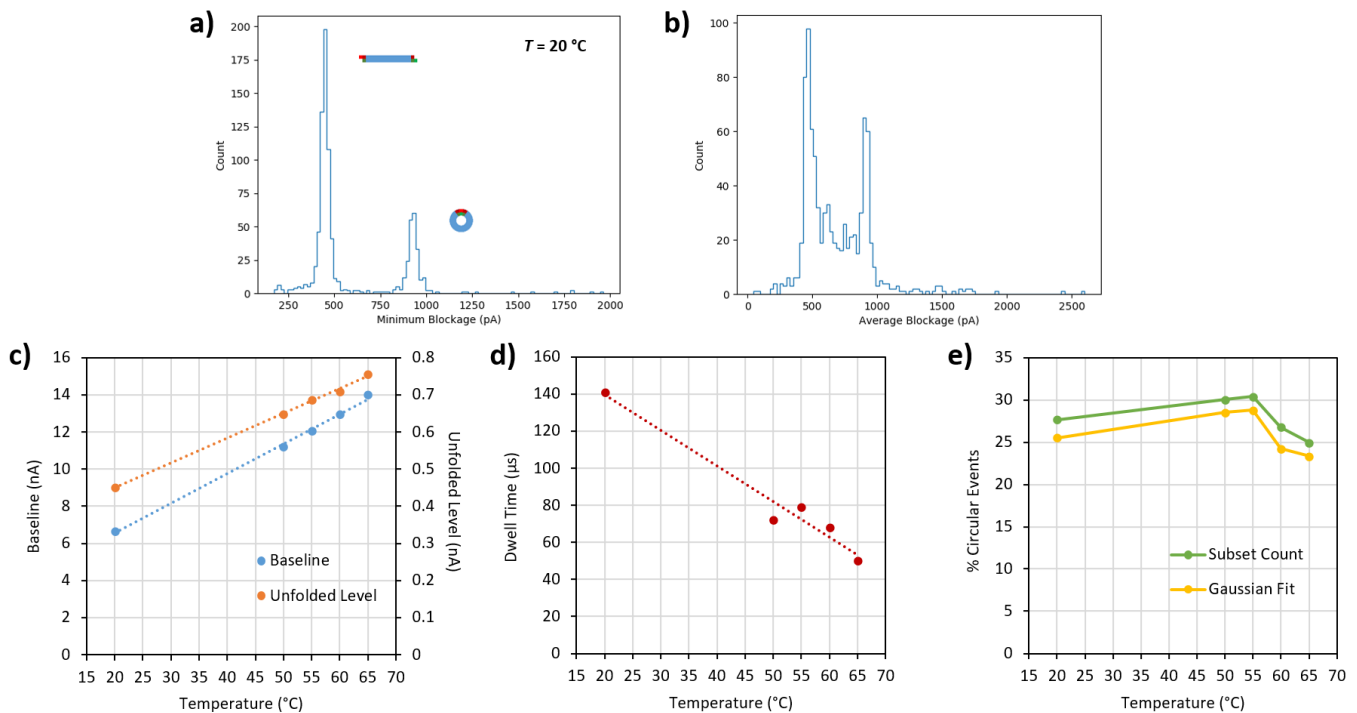 a)
T = 20 °C
200
175
150
125
100
75
50
25
0
Count
250
500
750
1000
1250
1500
1750
2000
Minimum Blockage (pA)
b)
100
80
60
40
20
0
Count
0
500
1000
1500
2000
2500
Average Blockage (pA)
c)
16
14
12
10
8
6
4
2
0
Baseline (nA)
0.8
0.7
0.6
0.5
0.4
0.3
0.2
0.1
0
Unfolded Level (nA)
Baseline
Unfolded Level
15 20 25 30 35 40 45 50 55 60 65 70
Temperature (°C)
d)
160
140
120
100
80
60
40
20
0
Dwell Time (µs)
15 20 25 30 35 40 45 50 55 60 65 70
Temperature (°C)
e)
35
30
25
20
15
10
5
0
% Circular Events
Subset Count
Gaussian Fit
15 20 25 30 35 40 45 50 55 60 65 70
Temperature (°C)